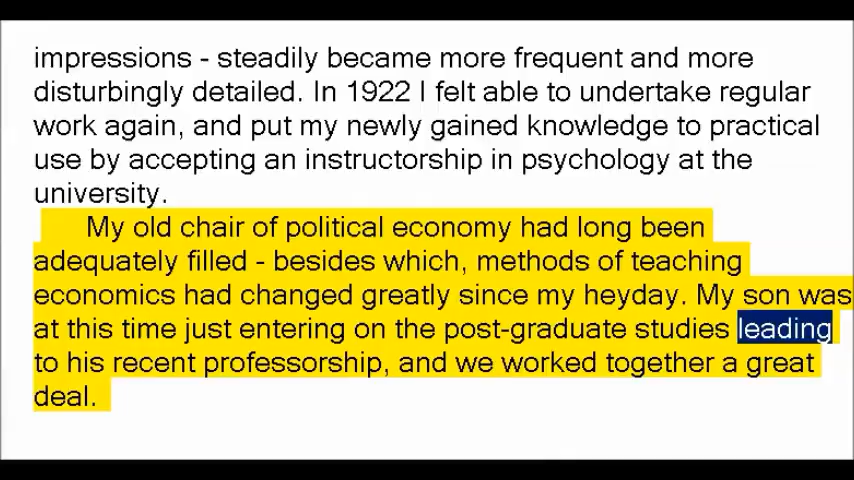 impressions - steadily became more frequent and more
disturbingly detailed. In 1922 I felt able to undertake regular
work again, and put my newly gained knowledge to practical
use by accepting an instructorship in psychology at the
university.
My old chair of political economy had long been
adequately filled - besides which, methods of teaching
economics had changed greatly since my heyday. My son was
at this time just entering on the post-graduate studies leading
to his recent professorship, and we worked together a great
deal.